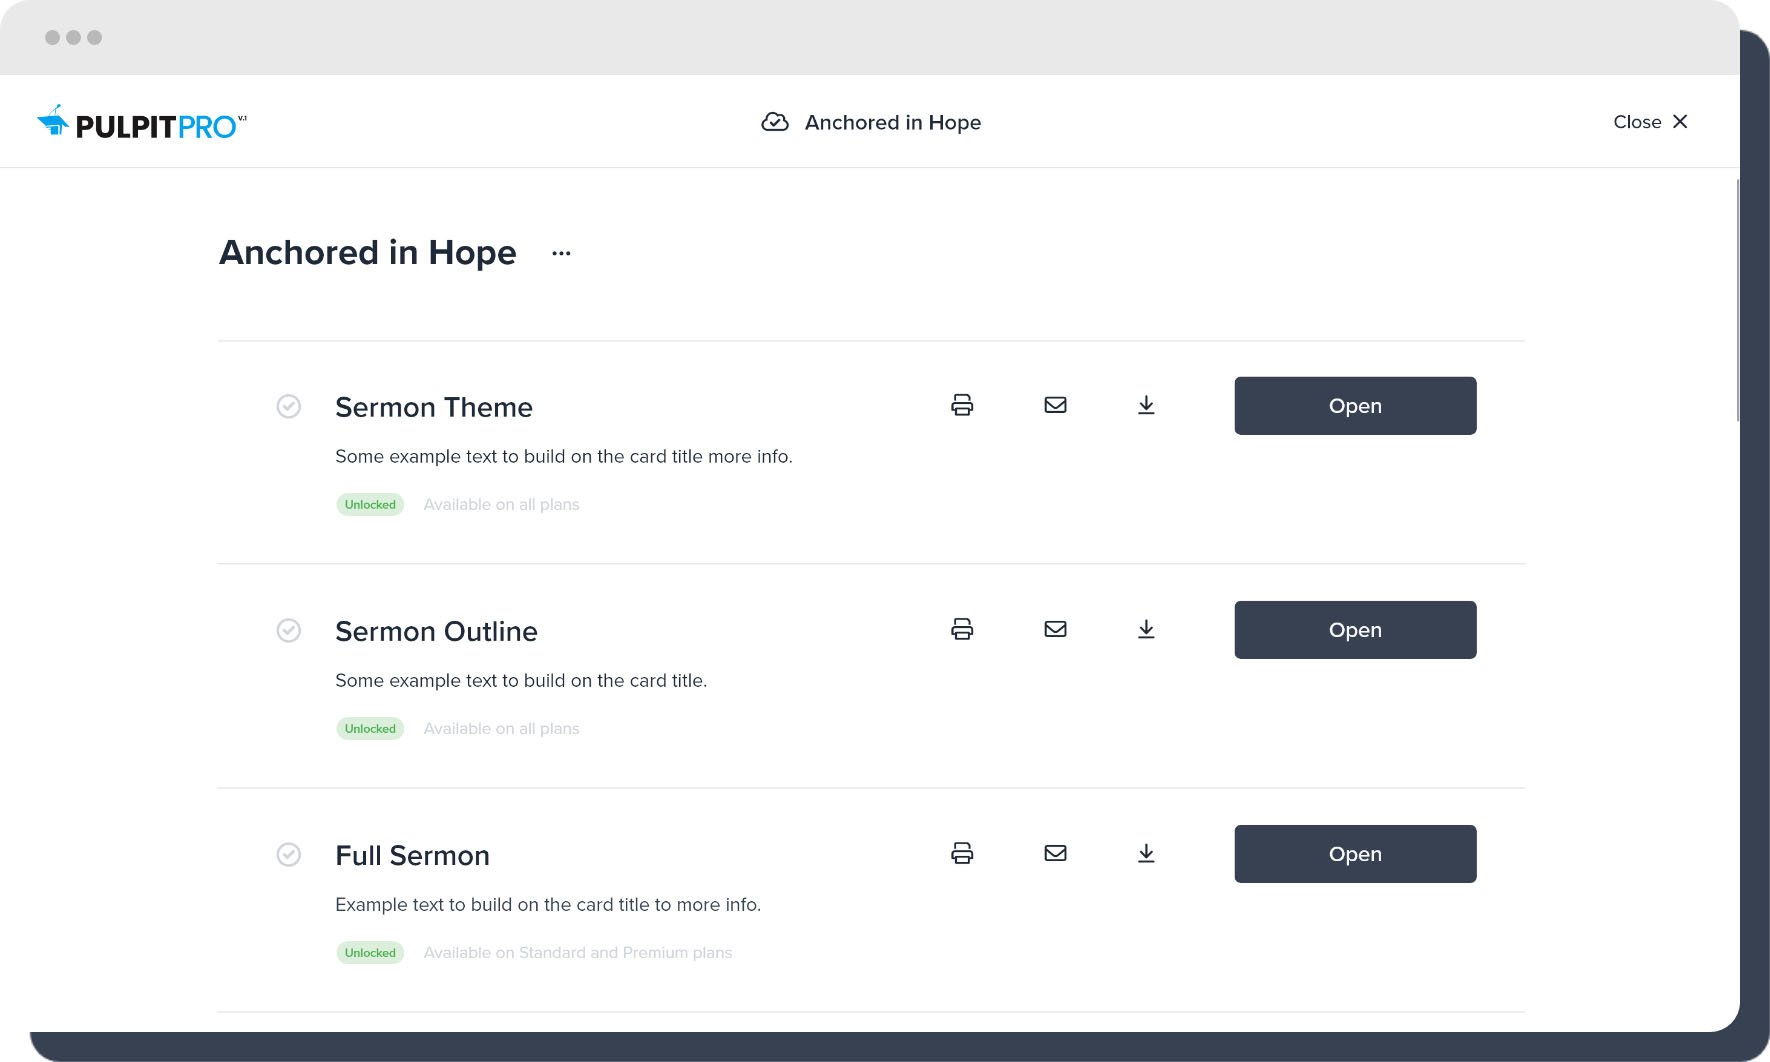 PULPITPRO V.1
Anchored in Hope
Close
Anchored in Hope
Sermon Theme
Open
Some example text to build on the card title more info.
Unlocked Available on all plans
Sermon Outline
Open
Some example text to build on the card title.
Unlocked Available on all plans
Full Sermon
Open
Example text to build on the card title to more info.
Unlocked Available on Standard and Premium plans